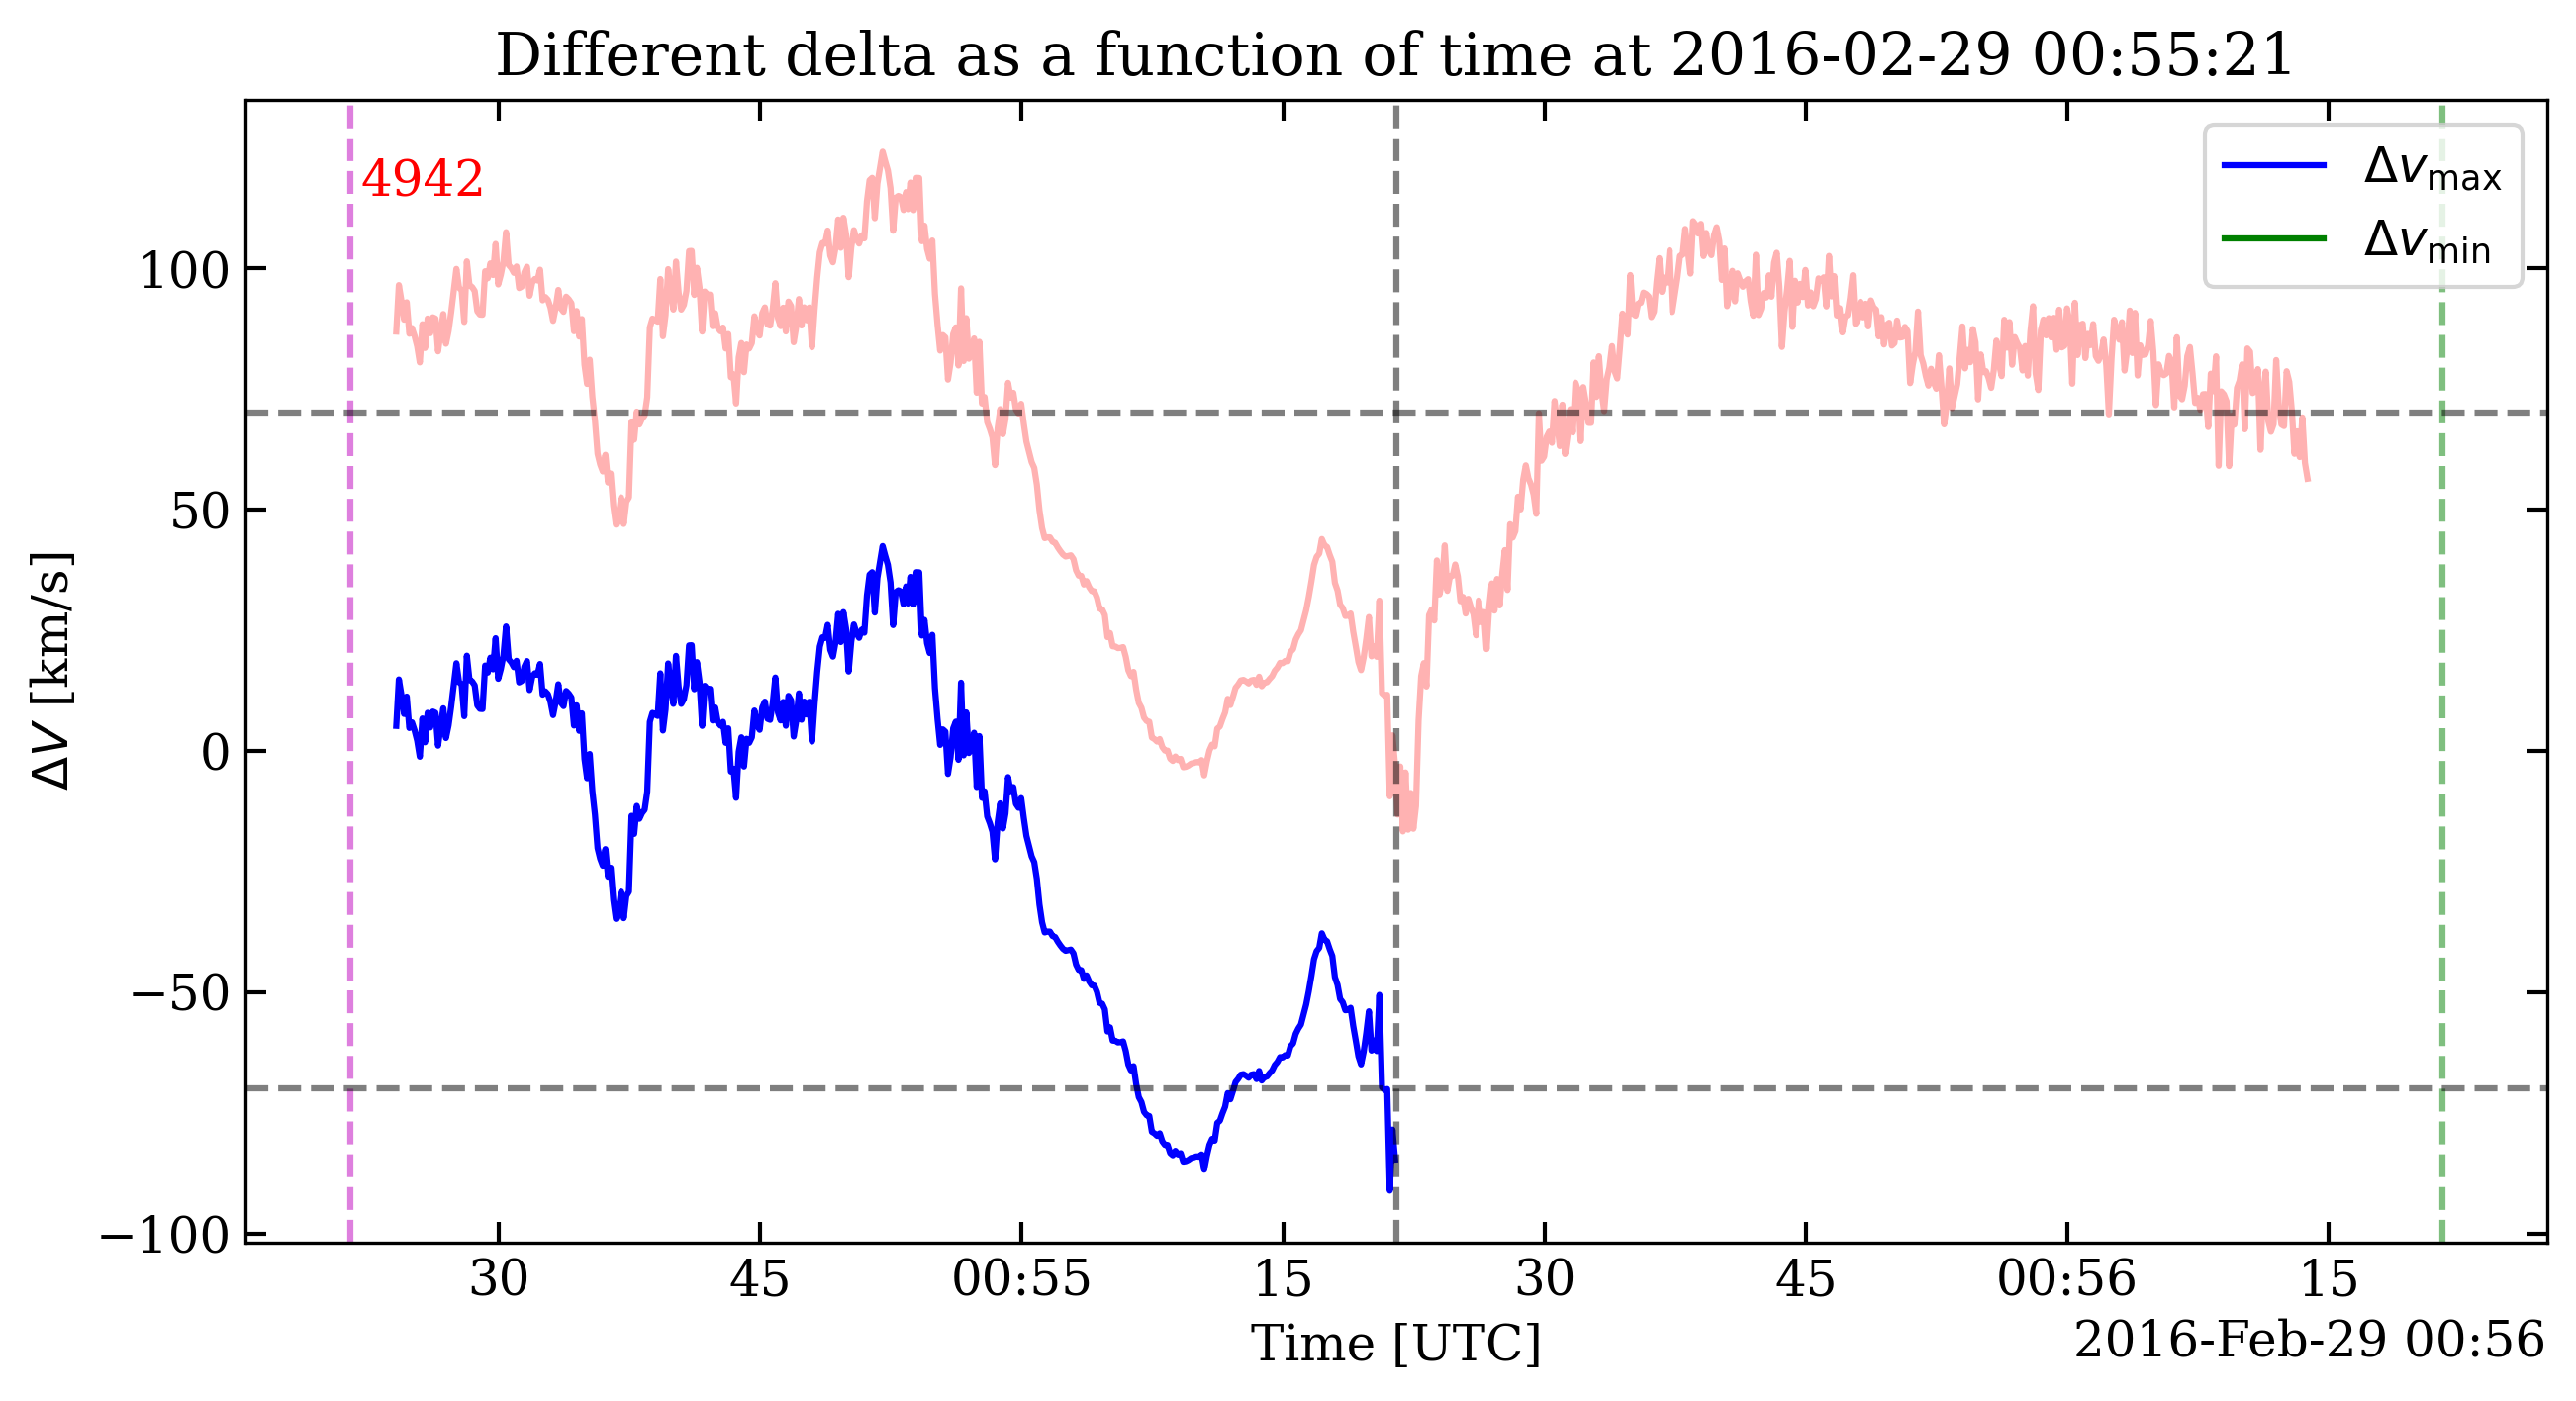 Different delta as a function of time at 2016-02-29 00:55:21
4942
Δvmax
Δvmin
100
50
0
−50
−100
ΔV [km/s]
30 45 00:55 15 30 45 00:56 15
Time [UTC]
2016-Feb-29 00:56